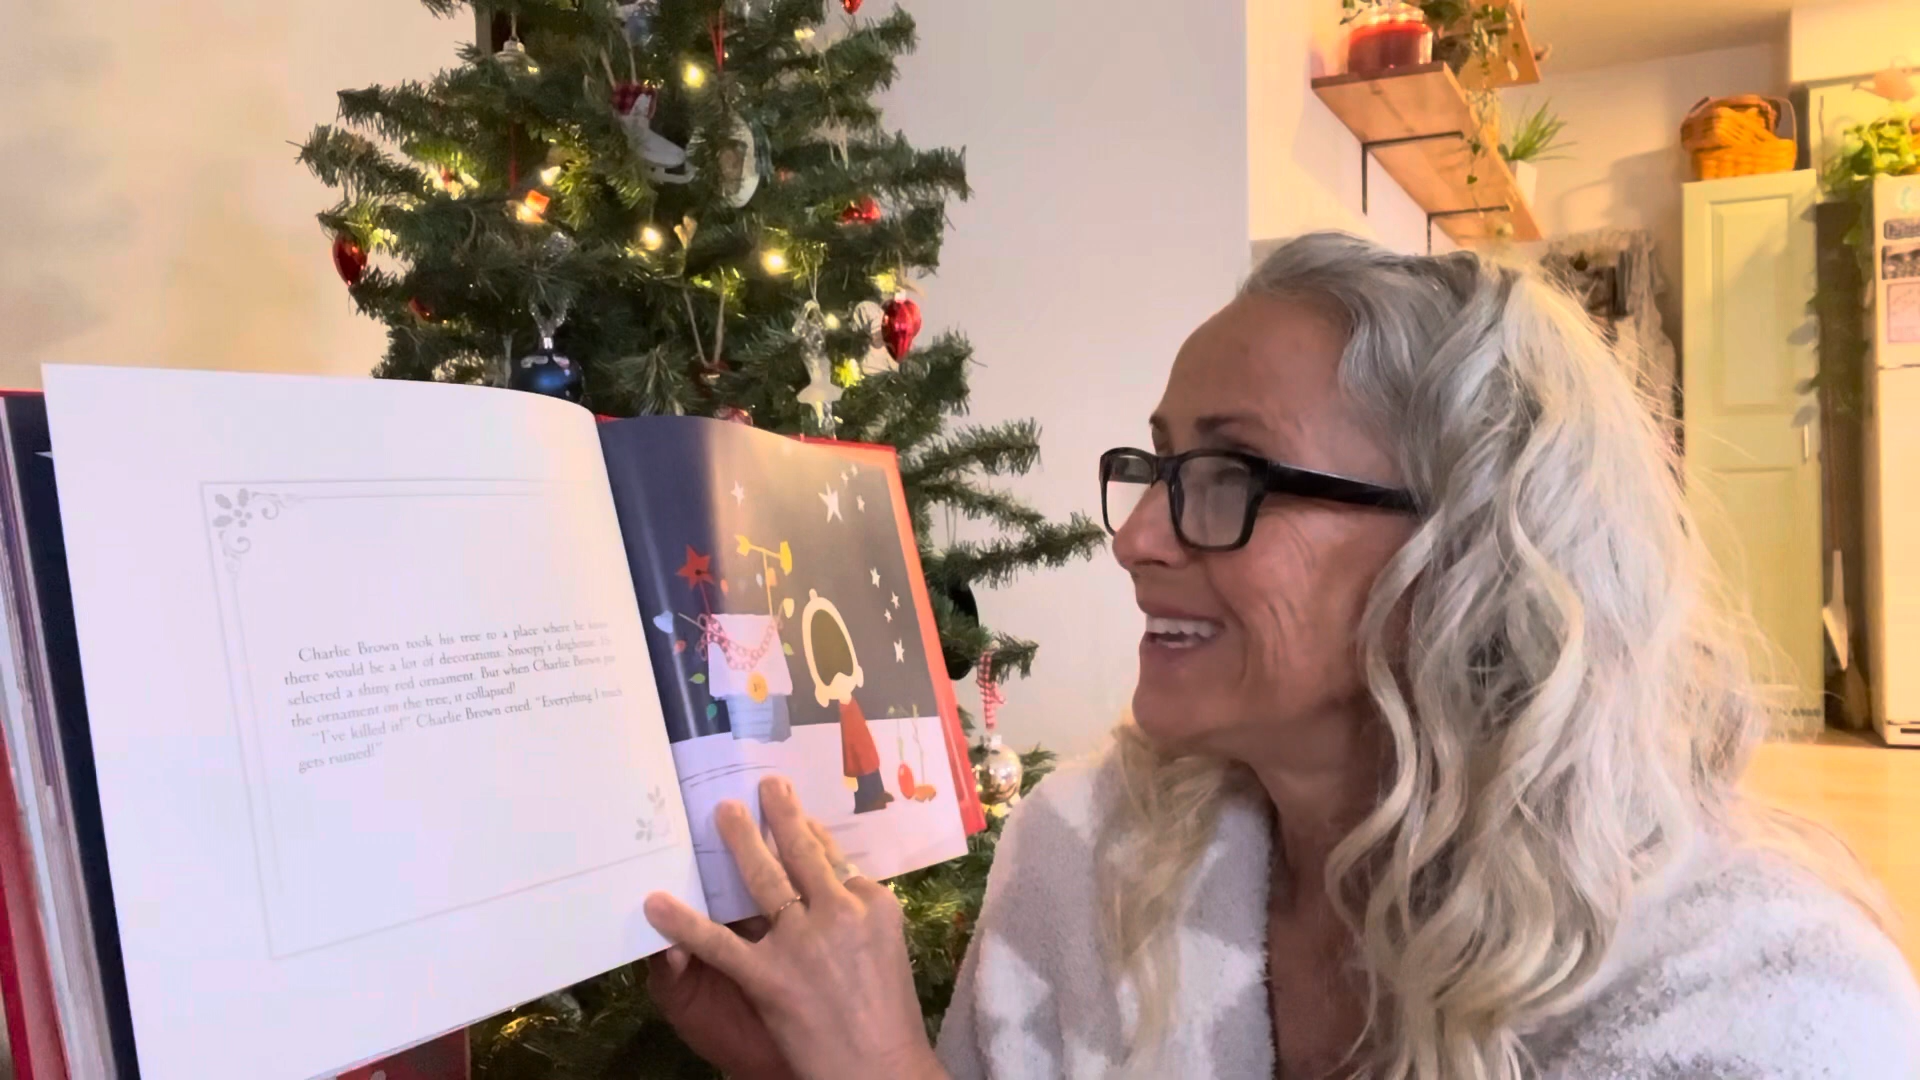 Charlie Brown took his tree to a place where he knew
there would be a lot of decorations: Snoopy's doghouse. He
selected a shiny red ornament. But when Charlie Brown put
the ornament on the tree, it collapsed!
"I've killed it!" Charlie Brown cried. "Everything I touch
gets ruined!"